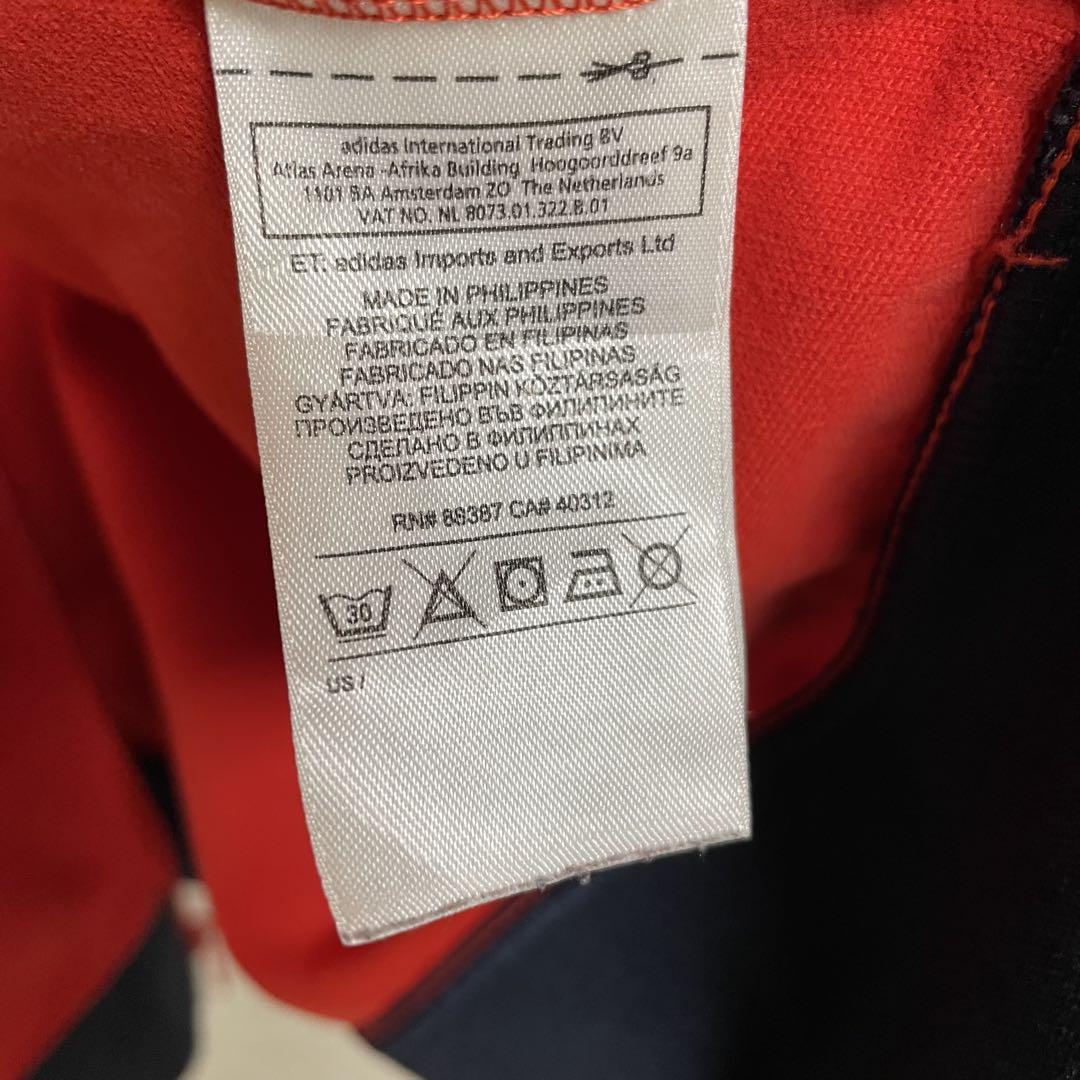 adidas International Trading BV
Atlas Arena -Afrika Building Hoogoorddreef 9a
1101 BA Amsterdam ZO The Netherlands
VAT NO. NL 8073.01.322.B.01
ET: adidas Imports and Exports Ltd
MADE IN PHILIPPINES
FABRIQUÉ AUX PHILIPPINES
FABRICADO EN FILIPINAS
FABRICADO NAS FILIPINAS
GYÁRTVA: FILIPPIN KÖZTÁRSASÁG
ПРОИЗВЕДЕНО ВЪВ ФИЛИПИНИТЕ
СДЕЛАНО В ФИЛИППИНАХ
PROIZVEDENO U FILIPINIMA
RN# 88387 CA# 40312
30
US /